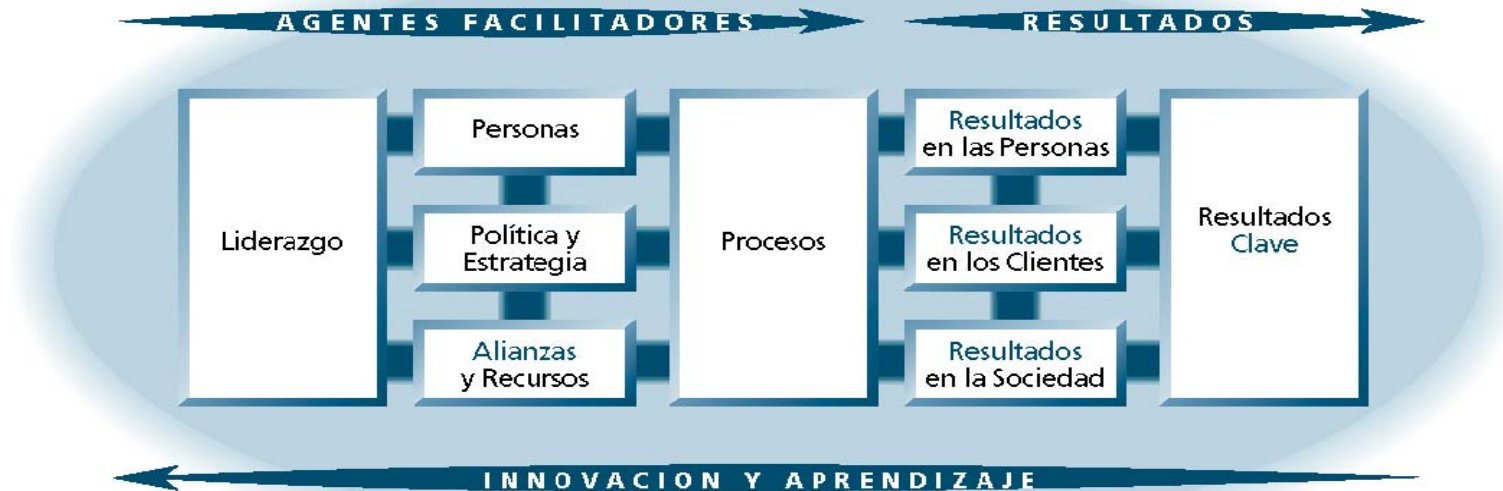 AGENTES FACILITADORES
RESULTADOS
Liderazgo
Personas
Política y
Estrategia
Alianzas
y Recursos
Procesos
Resultados
en las Personas
Resultados
en los Clientes
Resultados
en la Sociedad
Resultados
Clave
INNOVACION Y APRENDIZAJE